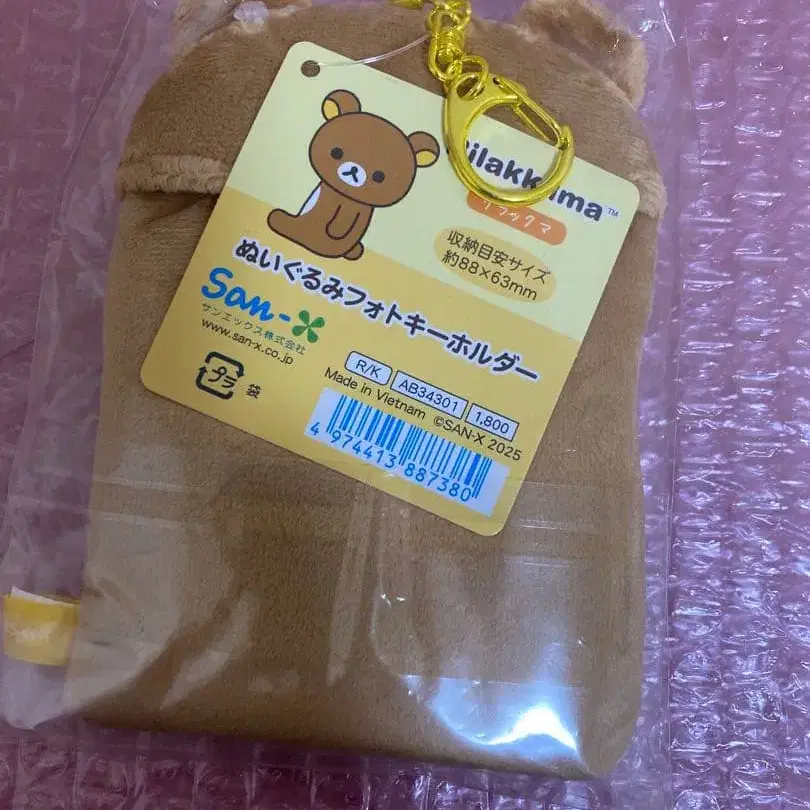 Rilakkuma™
リラックマ
収納目安サイズ
約88×63mm
ぬいぐるみフォトキーホルダー
San-X
サンエックス株式会社
www.san-x.co.jp
プラ 袋
R/K AB34301 1,800
Made in Vietnam ©SAN-X 2025
4 974413 887380